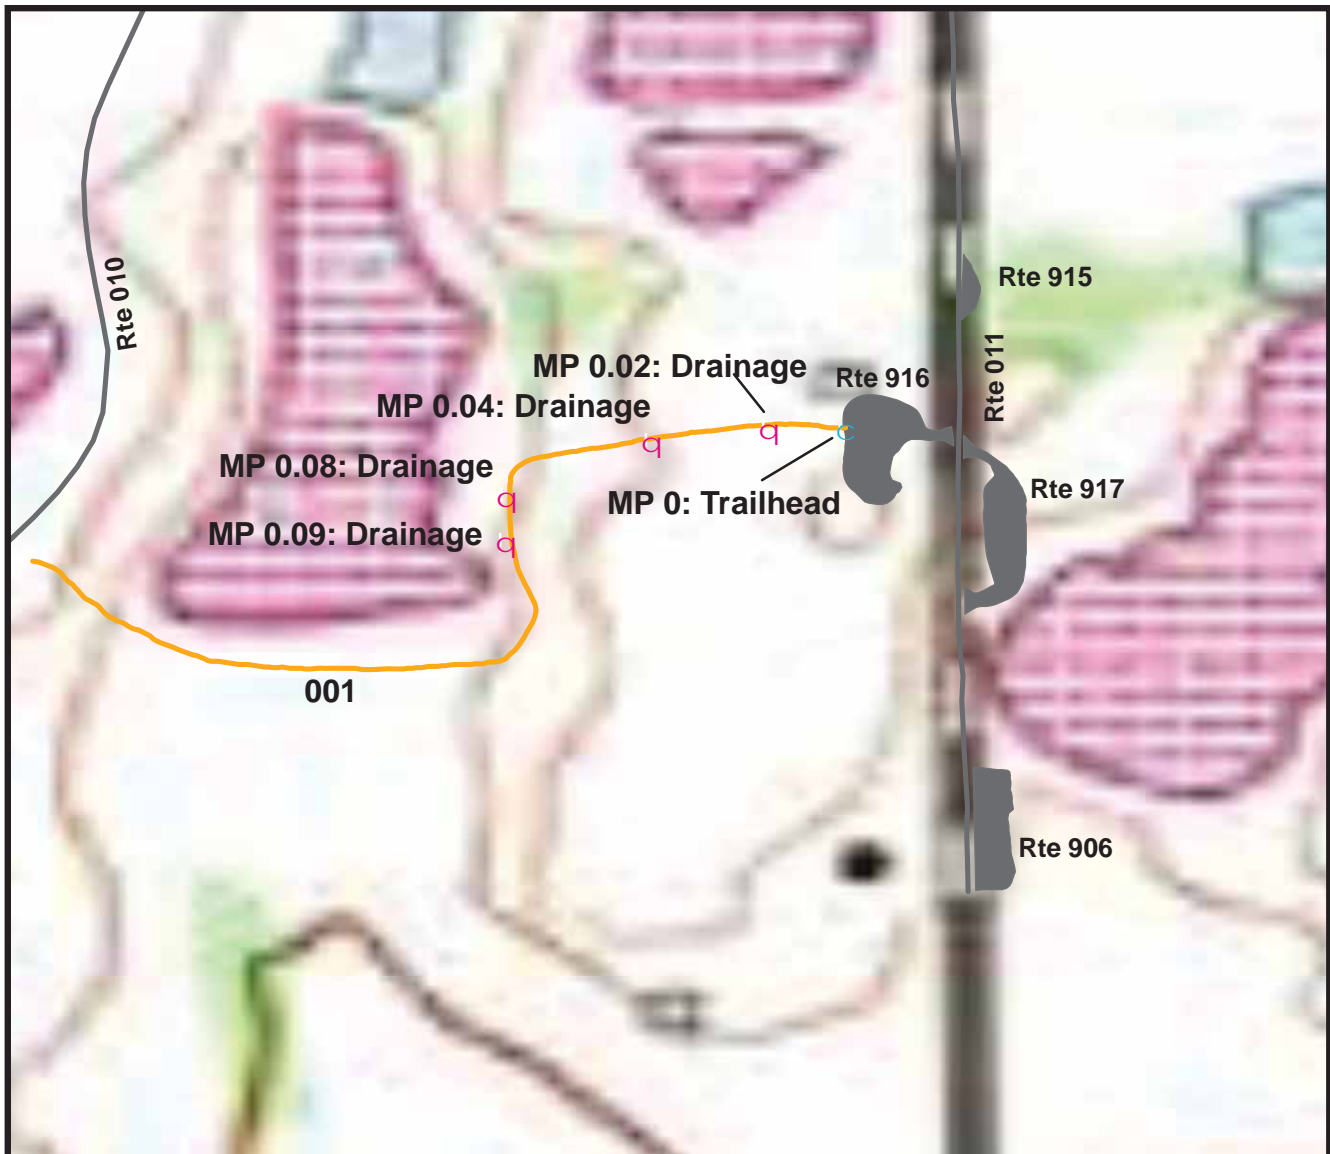 Rte 010
Rte 915
Rte 011
MP 0.02: Drainage
Rte 916
MP 0.04: Drainage
q
q
c
MP 0.08: Drainage
q
MP 0: Trailhead
Rte 917
MP 0.09: Drainage
q
001
Rte 906